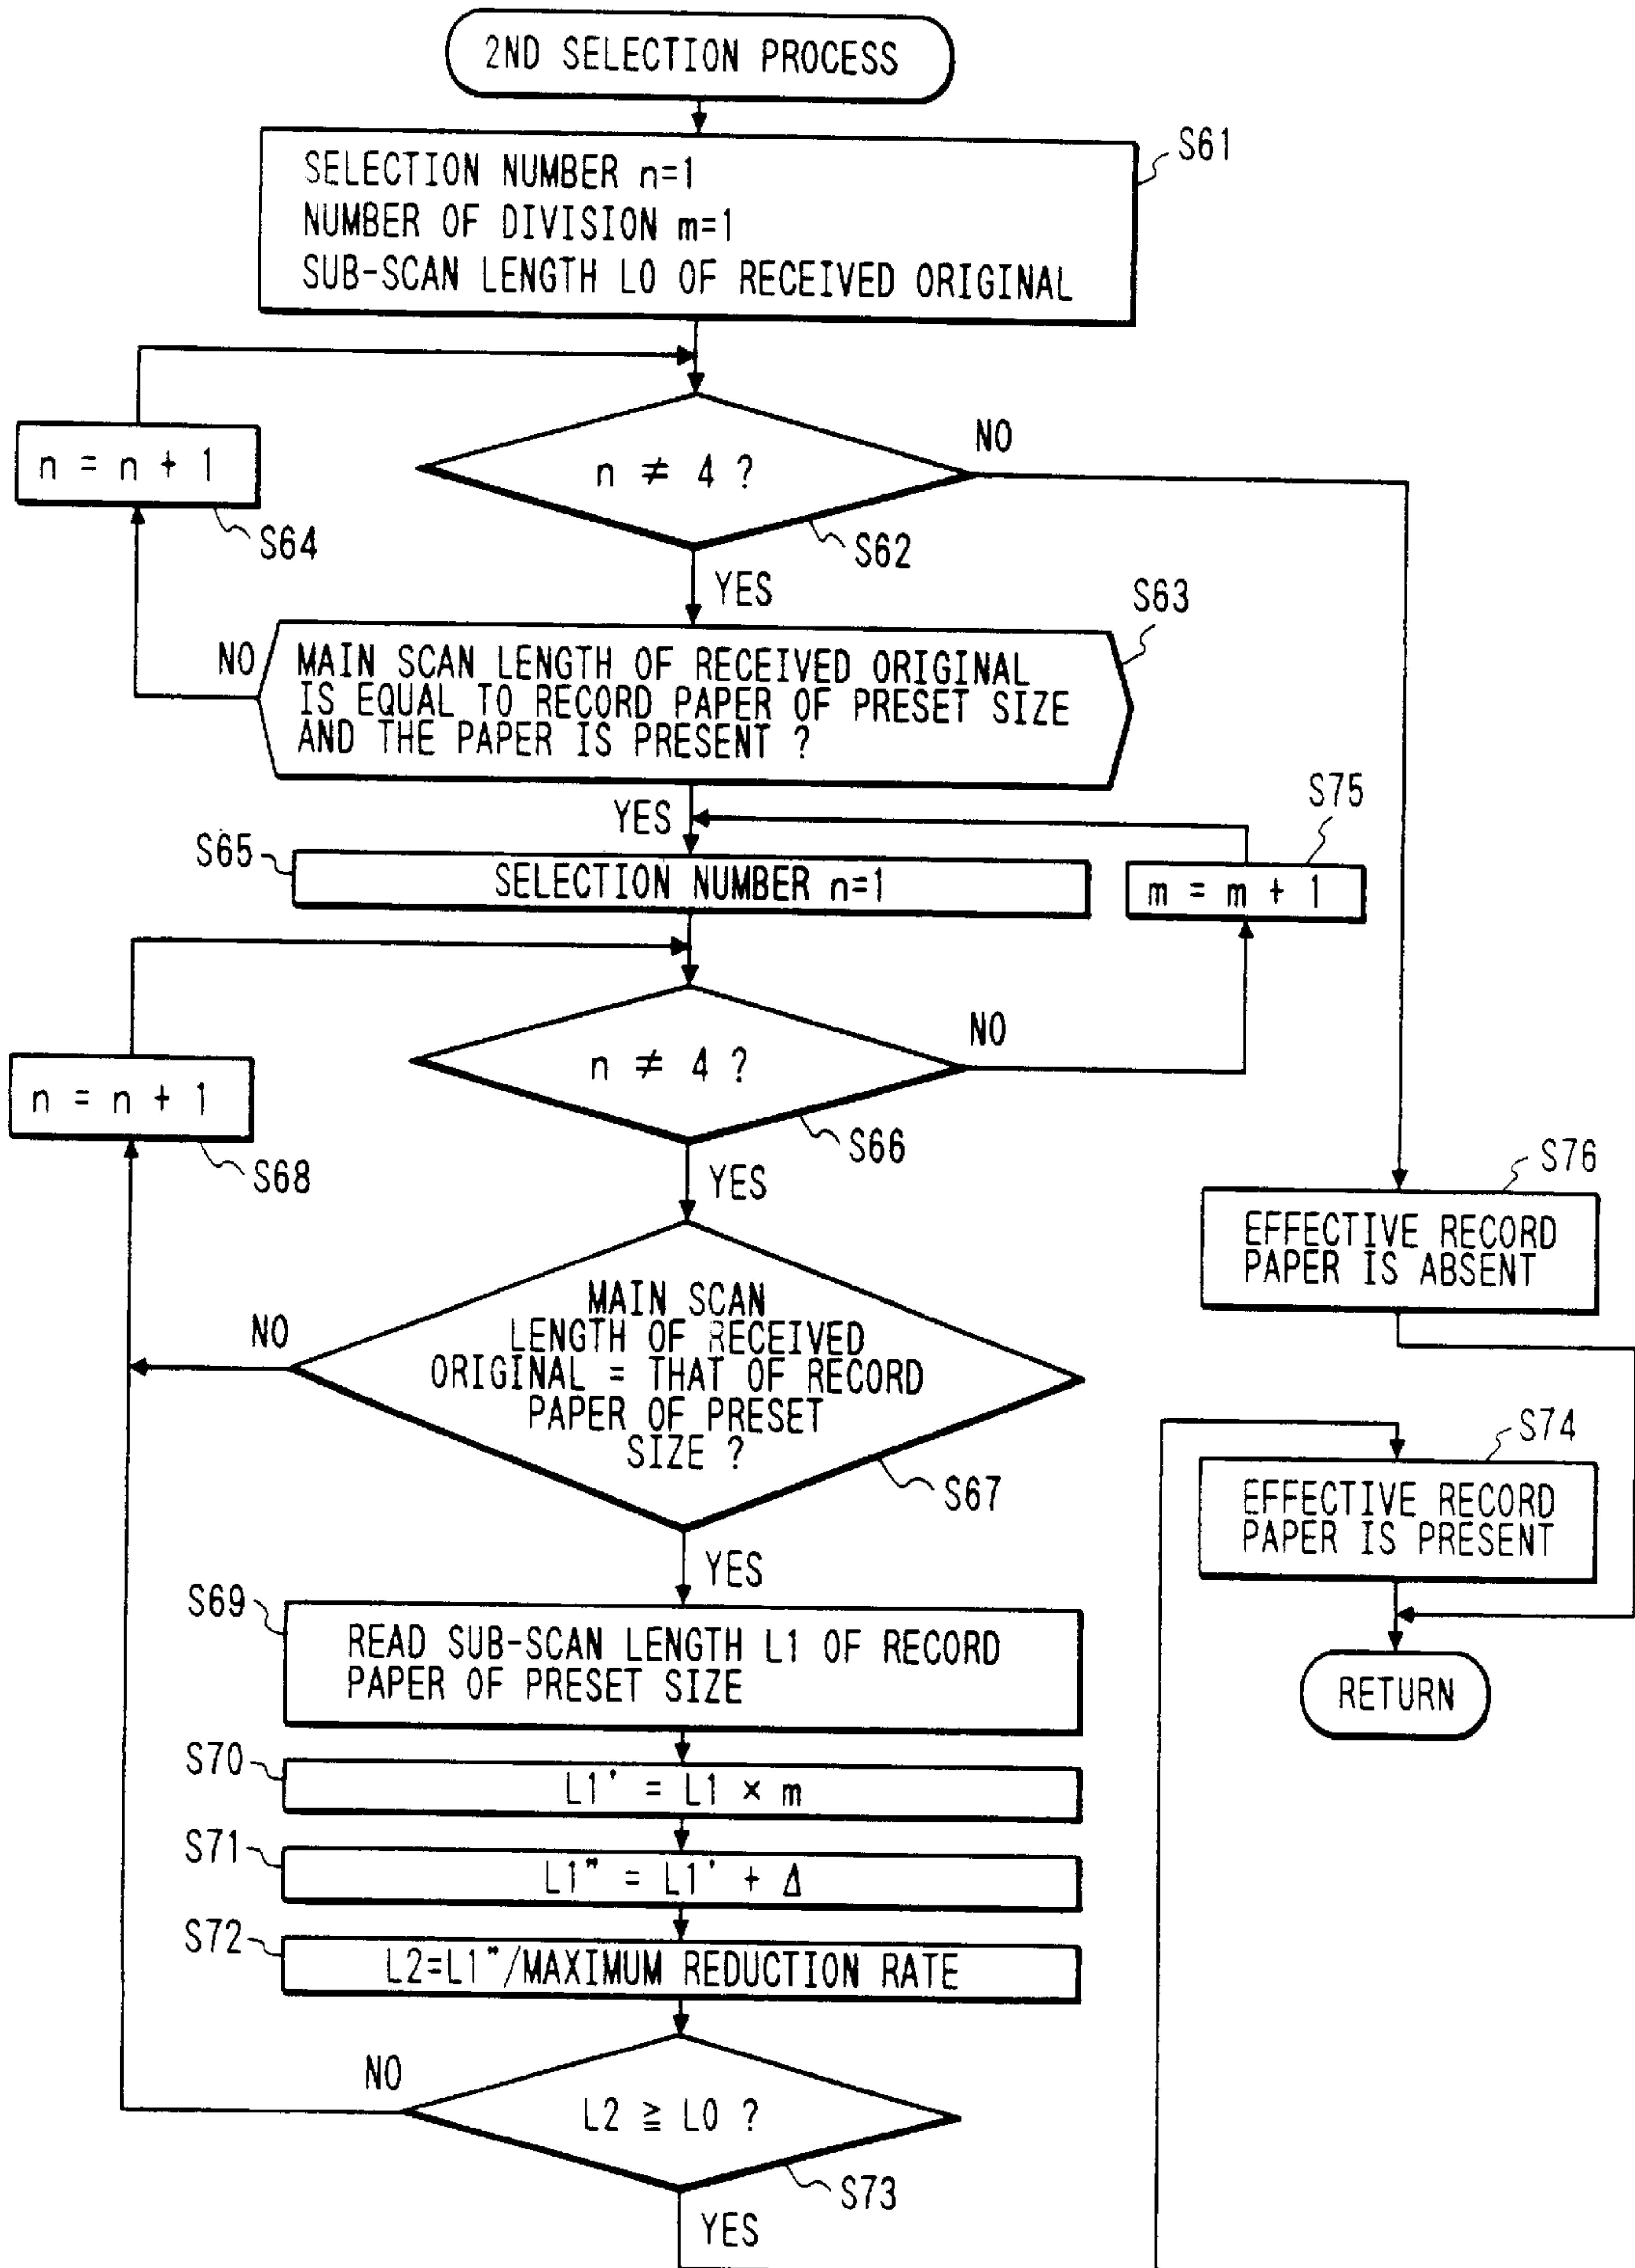 2ND SELECTION PROCESS
S61
SELECTION NUMBER n=1
NUMBER OF DIVISION m=1
SUB-SCAN LENGTH L0 OF RECEIVED ORIGINAL
n = n + 1
S64
n ≠ 4 ?
NO
S62
YES
S63
NO
MAIN SCAN LENGTH OF RECEIVED ORIGINAL
IS EQUAL TO RECORD PAPER OF PRESET SIZE
AND THE PAPER IS PRESENT ?
YES
S75
S65
SELECTION NUMBER n=1
m = m + 1
n = n + 1
S68
n ≠ 4 ?
NO
S66
YES
S76
EFFECTIVE RECORD
PAPER IS ABSENT
NO
MAIN SCAN
LENGTH OF RECEIVED
ORIGINAL = THAT OF RECORD
PAPER OF PRESET
SIZE ?
S67
YES
S74
EFFECTIVE RECORD
PAPER IS PRESENT
RETURN
S69
READ SUB-SCAN LENGTH L1 OF RECORD
PAPER OF PRESET SIZE
S70
L1' = L1 × m
S71
L1" = L1' + Δ
S72
L2=L1"/MAXIMUM REDUCTION RATE
NO
L2 ≧ L0 ?
S73
YES